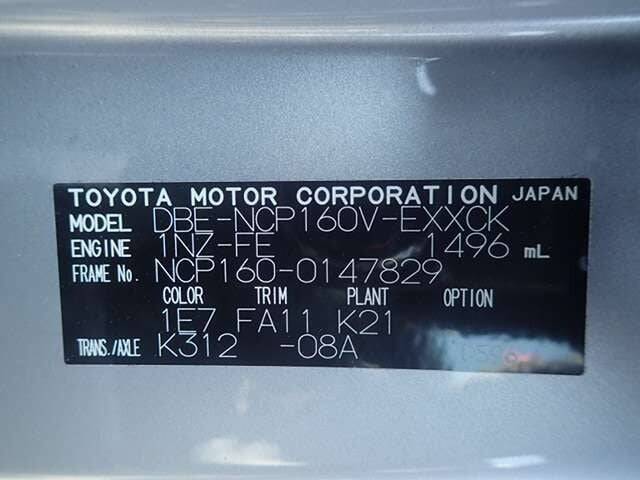 TOYOTA MOTOR CORPORATION JAPAN
MODEL DBE-NCP160V-EXXCK
ENGINE 1NZ-FE 1496 mL
FRAME No. NCP160-0147829
COLOR TRIM PLANT OPTION
1E7 FA11 K21
TRANS./AXLE K312 -08A